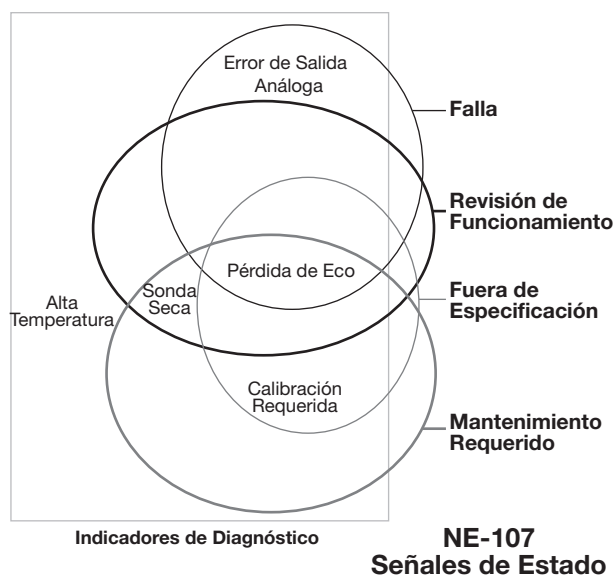 Error de Salida
Análoga
Falla
Revisión de
Funcionamiento
Pérdida de Eco
Sonda
Seca
Alta
Temperatura
Fuera de
Especificación
Calibración
Requerida
Mantenimiento
Requerido
Indicadores de Diagnóstico
NE-107
Señales de Estado